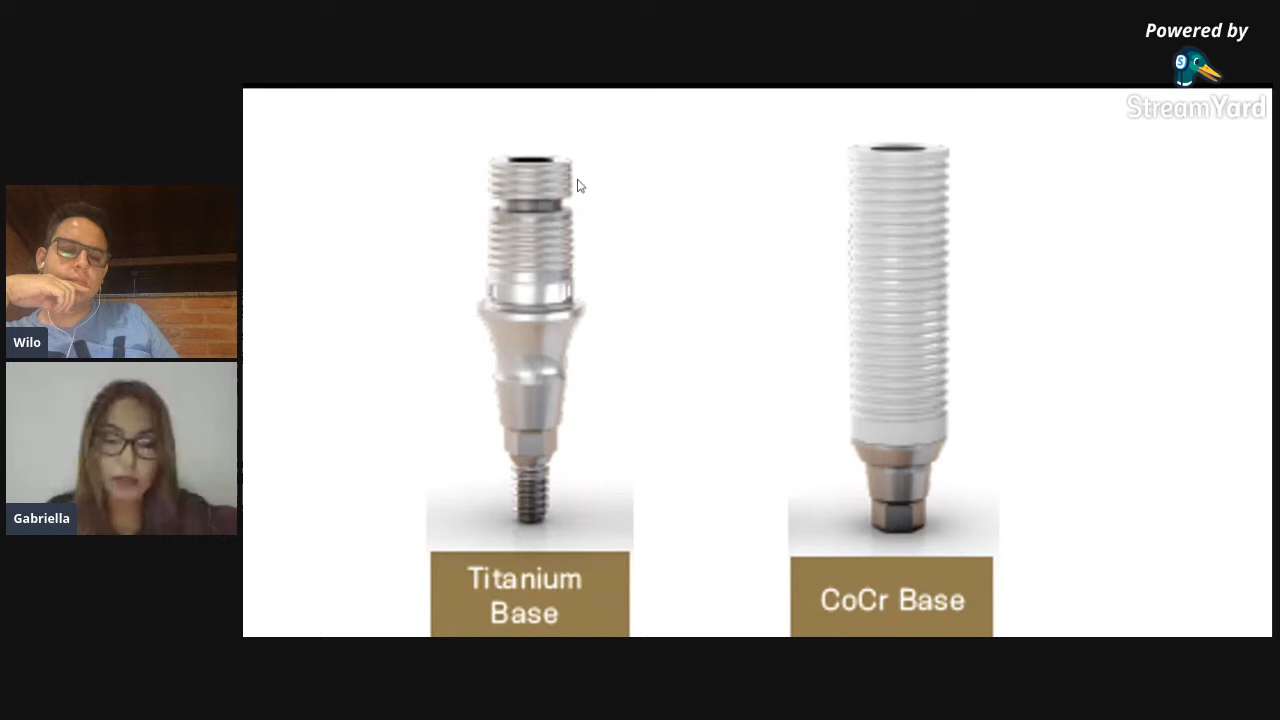 Powered by
StreamYard
Wilo
Gabriella
Titanium
Base
CoCr Base